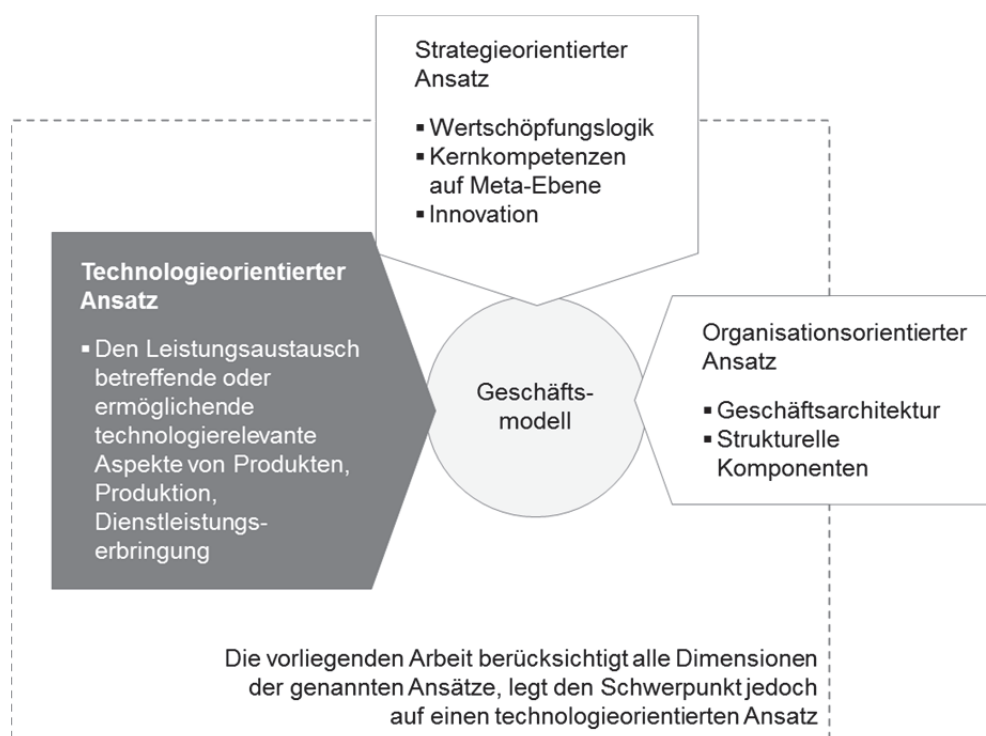 Strategieorientierter
Ansatz
▪ Wertschöpfungslogik
▪ Kernkompetenzen
auf Meta-Ebene
▪ Innovation
Technologieorientierter
Ansatz
▪ Den Leistungsaustausch
betreffende oder
ermöglichende
technologierelevante
Aspekte von Produkten,
Produktion,
Dienstleistungs-
erbringung
Geschäfts-
modell
Organisationsorientierter
Ansatz
▪ Geschäftsarchitektur
▪ Strukturelle
Komponenten
Die vorliegenden Arbeit berücksichtigt alle Dimensionen
der genannten Ansätze, legt den Schwerpunkt jedoch
auf einen technologieorientierten Ansatz